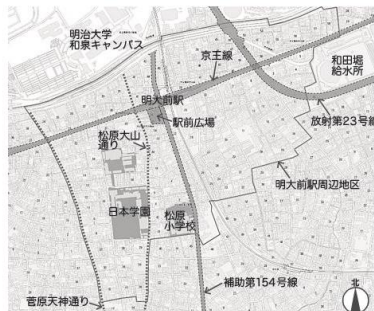 明治大学
和泉キャンパス
京王線
和田堀
給水所
明大前駅
駅前広場
放射第23号線
松原大山
通り
明大前駅周辺地区
日本学園
松原
小学校
補助第154号線
菅原天神通り
北